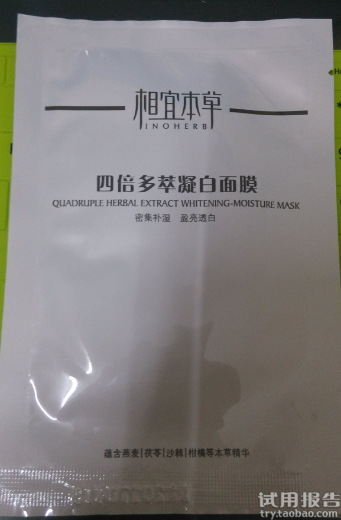 相宜本草
INOHERB
四倍多萃凝白面膜
QUADRUPLE HERBAL EXTRACT WHITENING-MOISTURE MASK
密集补湿 盈亮透白
蕴含燕麦|茯苓|沙棘|柑橘等本草精华
试用报告
try.taobao.com